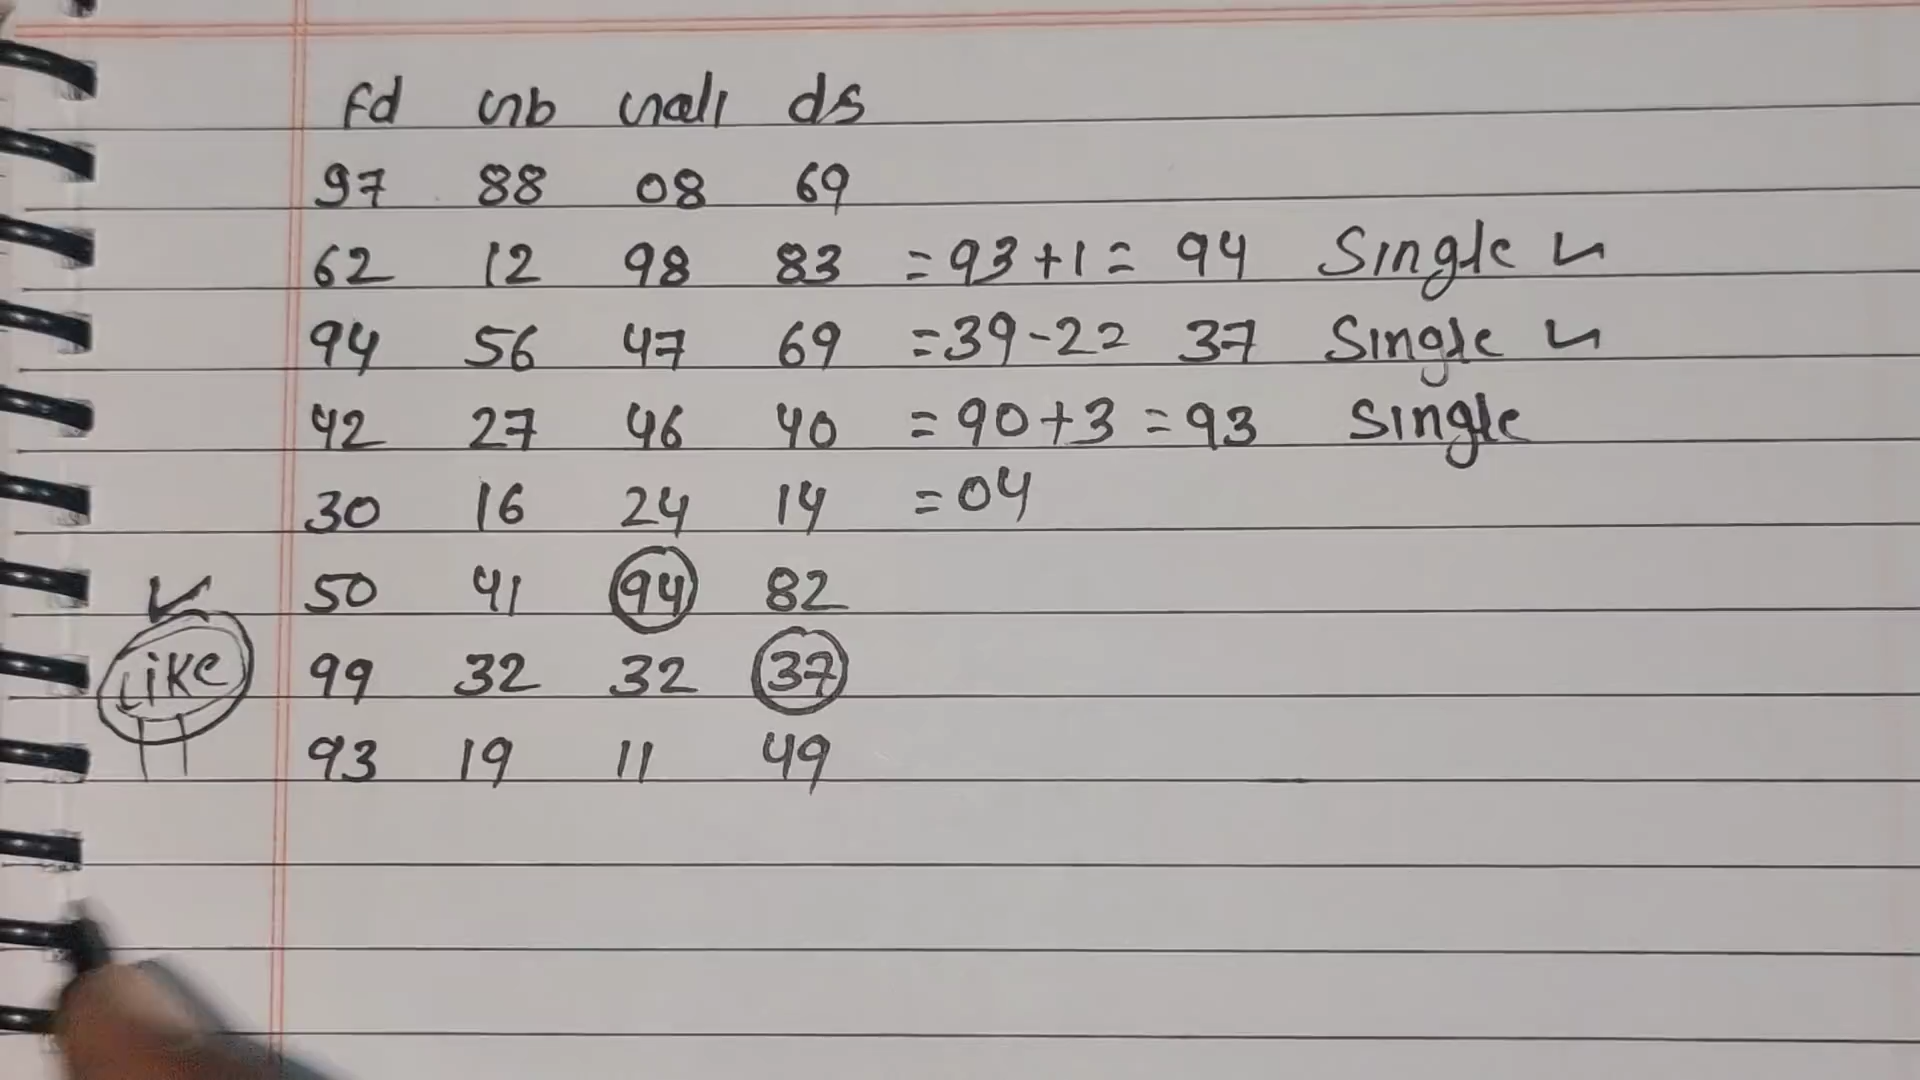 Fd Gb Gali ds
97 88 08 69
62 12 98 83 =93+1= 94 Single
94 56 47 69 =39-22 37 Single
42 27 46 40 =90+3=93 Single
30 16 24 14 =04
50 41 94 82
Like 99 32 32 37
93 19 11 49